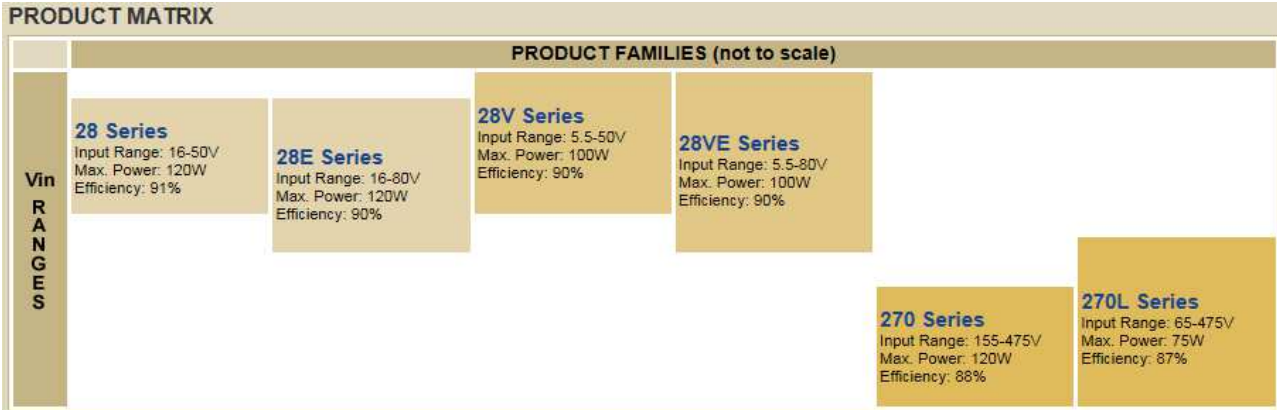 PRODUCT MATRIX
PRODUCT FAMILIES (not to scale)
Vin
R
A
N
G
E
S
28 Series
Input Range: 16-50V
Max. Power: 120W
Efficiency: 91%
28E Series
Input Range: 16-80V
Max. Power: 120W
Efficiency: 90%
28V Series
Input Range: 5.5-50V
Max. Power: 100W
Efficiency: 90%
28VE Series
Input Range: 5.5-80V
Max. Power: 100W
Efficiency: 90%
270 Series
Input Range: 155-475V
Max. Power: 120W
Efficiency: 88%
270L Series
Input Range: 65-475V
Max. Power: 75W
Efficiency: 87%